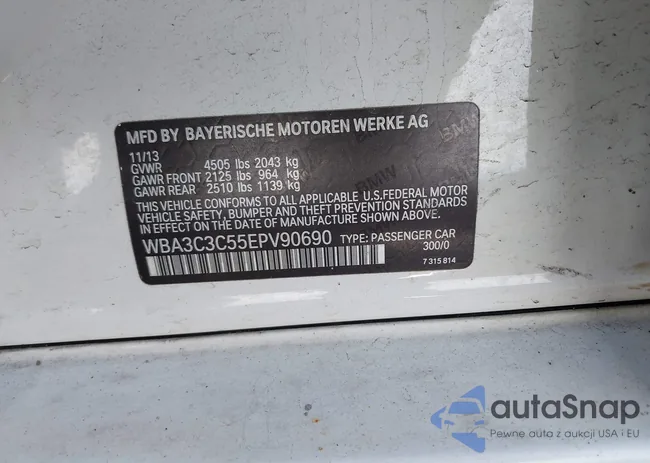 MFD BY BAYERISCHE MOTOREN WERKE AG
11/13
GVWR 4505 lbs 2043 kg
GAWR FRONT 2125 lbs 964 kg
GAWR REAR 2510 lbs 1139 kg
THIS VEHICLE CONFORMS TO ALL APPLICABLE U.S.FEDERAL MOTOR
VEHICLE SAFETY, BUMPER, AND THEFT PREVENTION STANDARDS
IN EFFECT ON THE DATE OF MANUFACTURE SHOWN ABOVE.
WBA3C3C55EPV90690 TYPE: PASSENGER CAR
300/0
7 315 814
BMW
BMW
autaSnap
Pewne auta z aukcji USA i EU